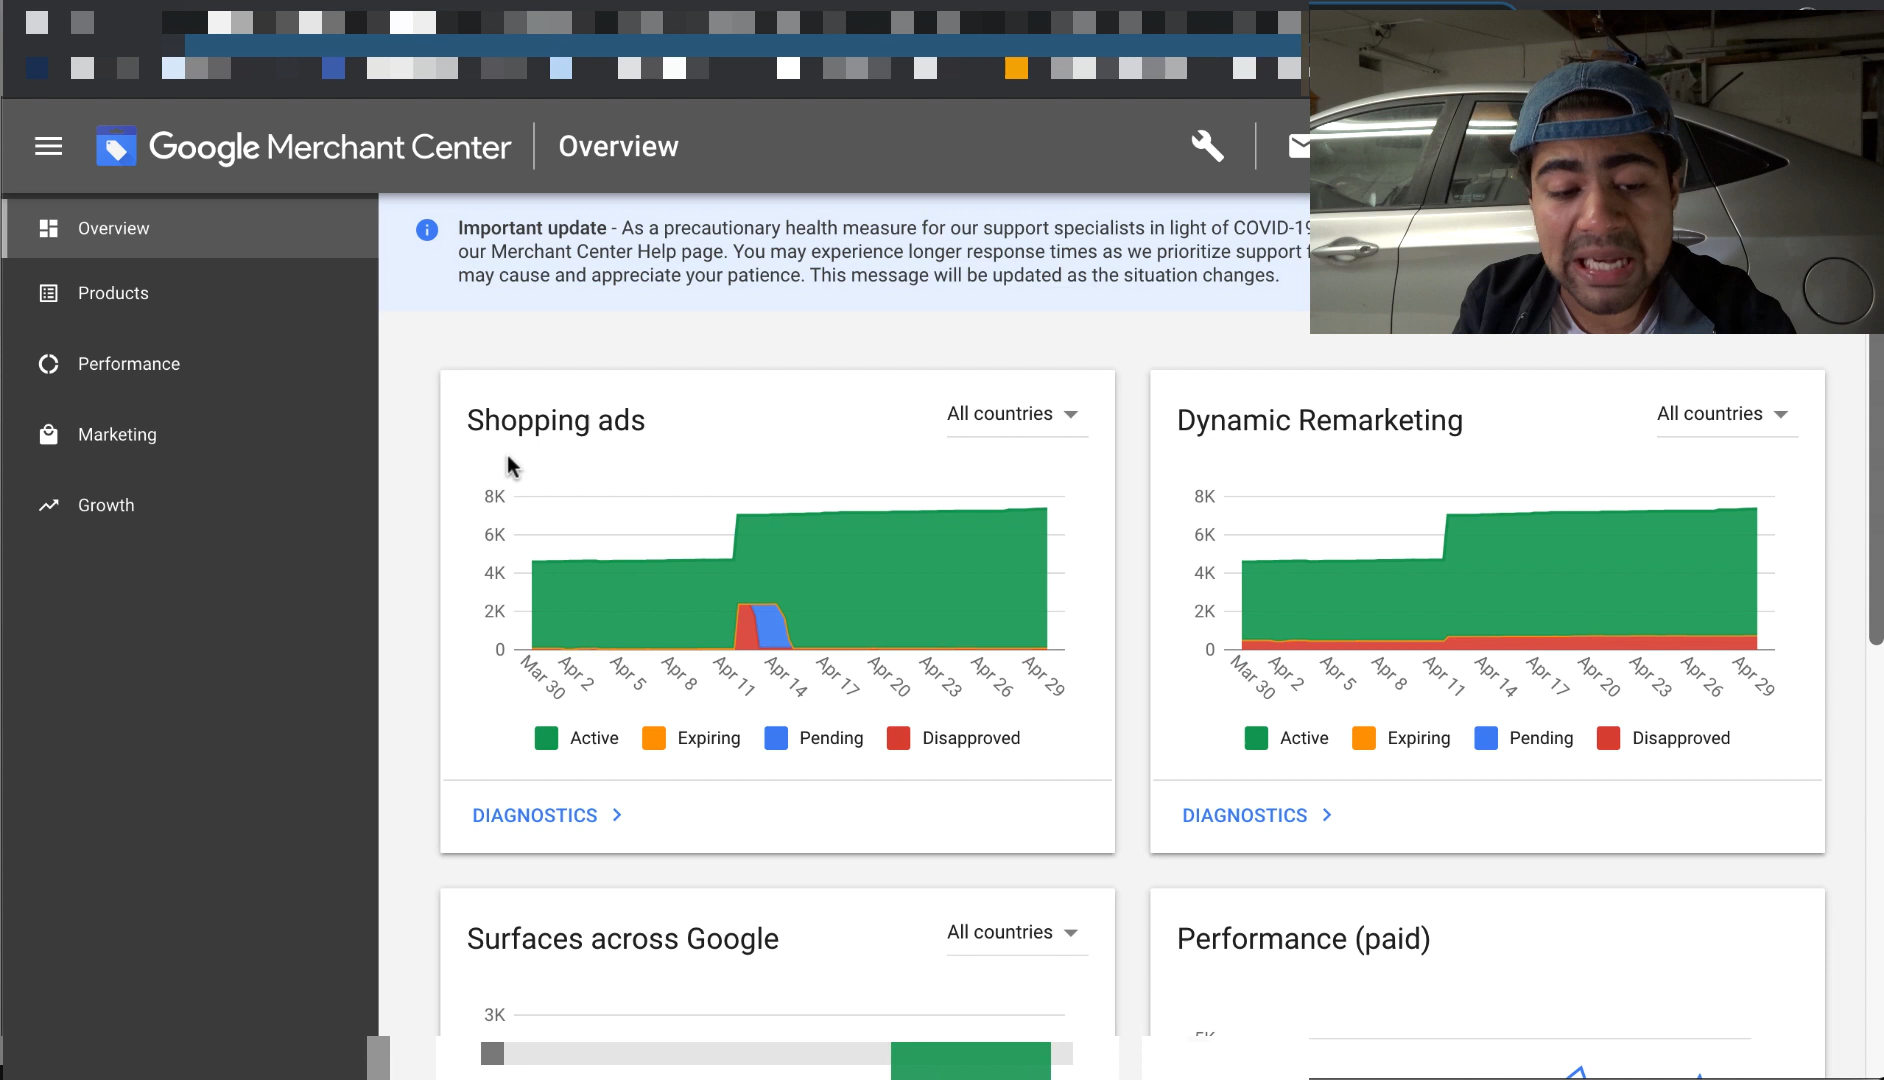 Google Merchant Center
Overview
Overview
Products
Performance
Marketing
Growth
Important update - As a precautionary health measure for our support specialists in light of COVID-19
our Merchant Center Help page. You may experience longer response times as we prioritize support
may cause and appreciate your patience. This message will be updated as the situation changes.
Shopping ads
All countries
8K
6K
4K
2K
0
Mar 30
Apr 2
Apr 5
Apr 8
Apr 11
Apr 14
Apr 17
Apr 20
Apr 23
Apr 26
Apr 29
Active
Expiring
Pending
Disapproved
DIAGNOSTICS
Dynamic Remarketing
All countries
8K
6K
4K
2K
0
Mar 30
Apr 2
Apr 5
Apr 8
Apr 11
Apr 14
Apr 17
Apr 20
Apr 23
Apr 26
Apr 29
Active
Expiring
Pending
Disapproved
DIAGNOSTICS
Surfaces across Google
All countries
3K
Performance (paid)